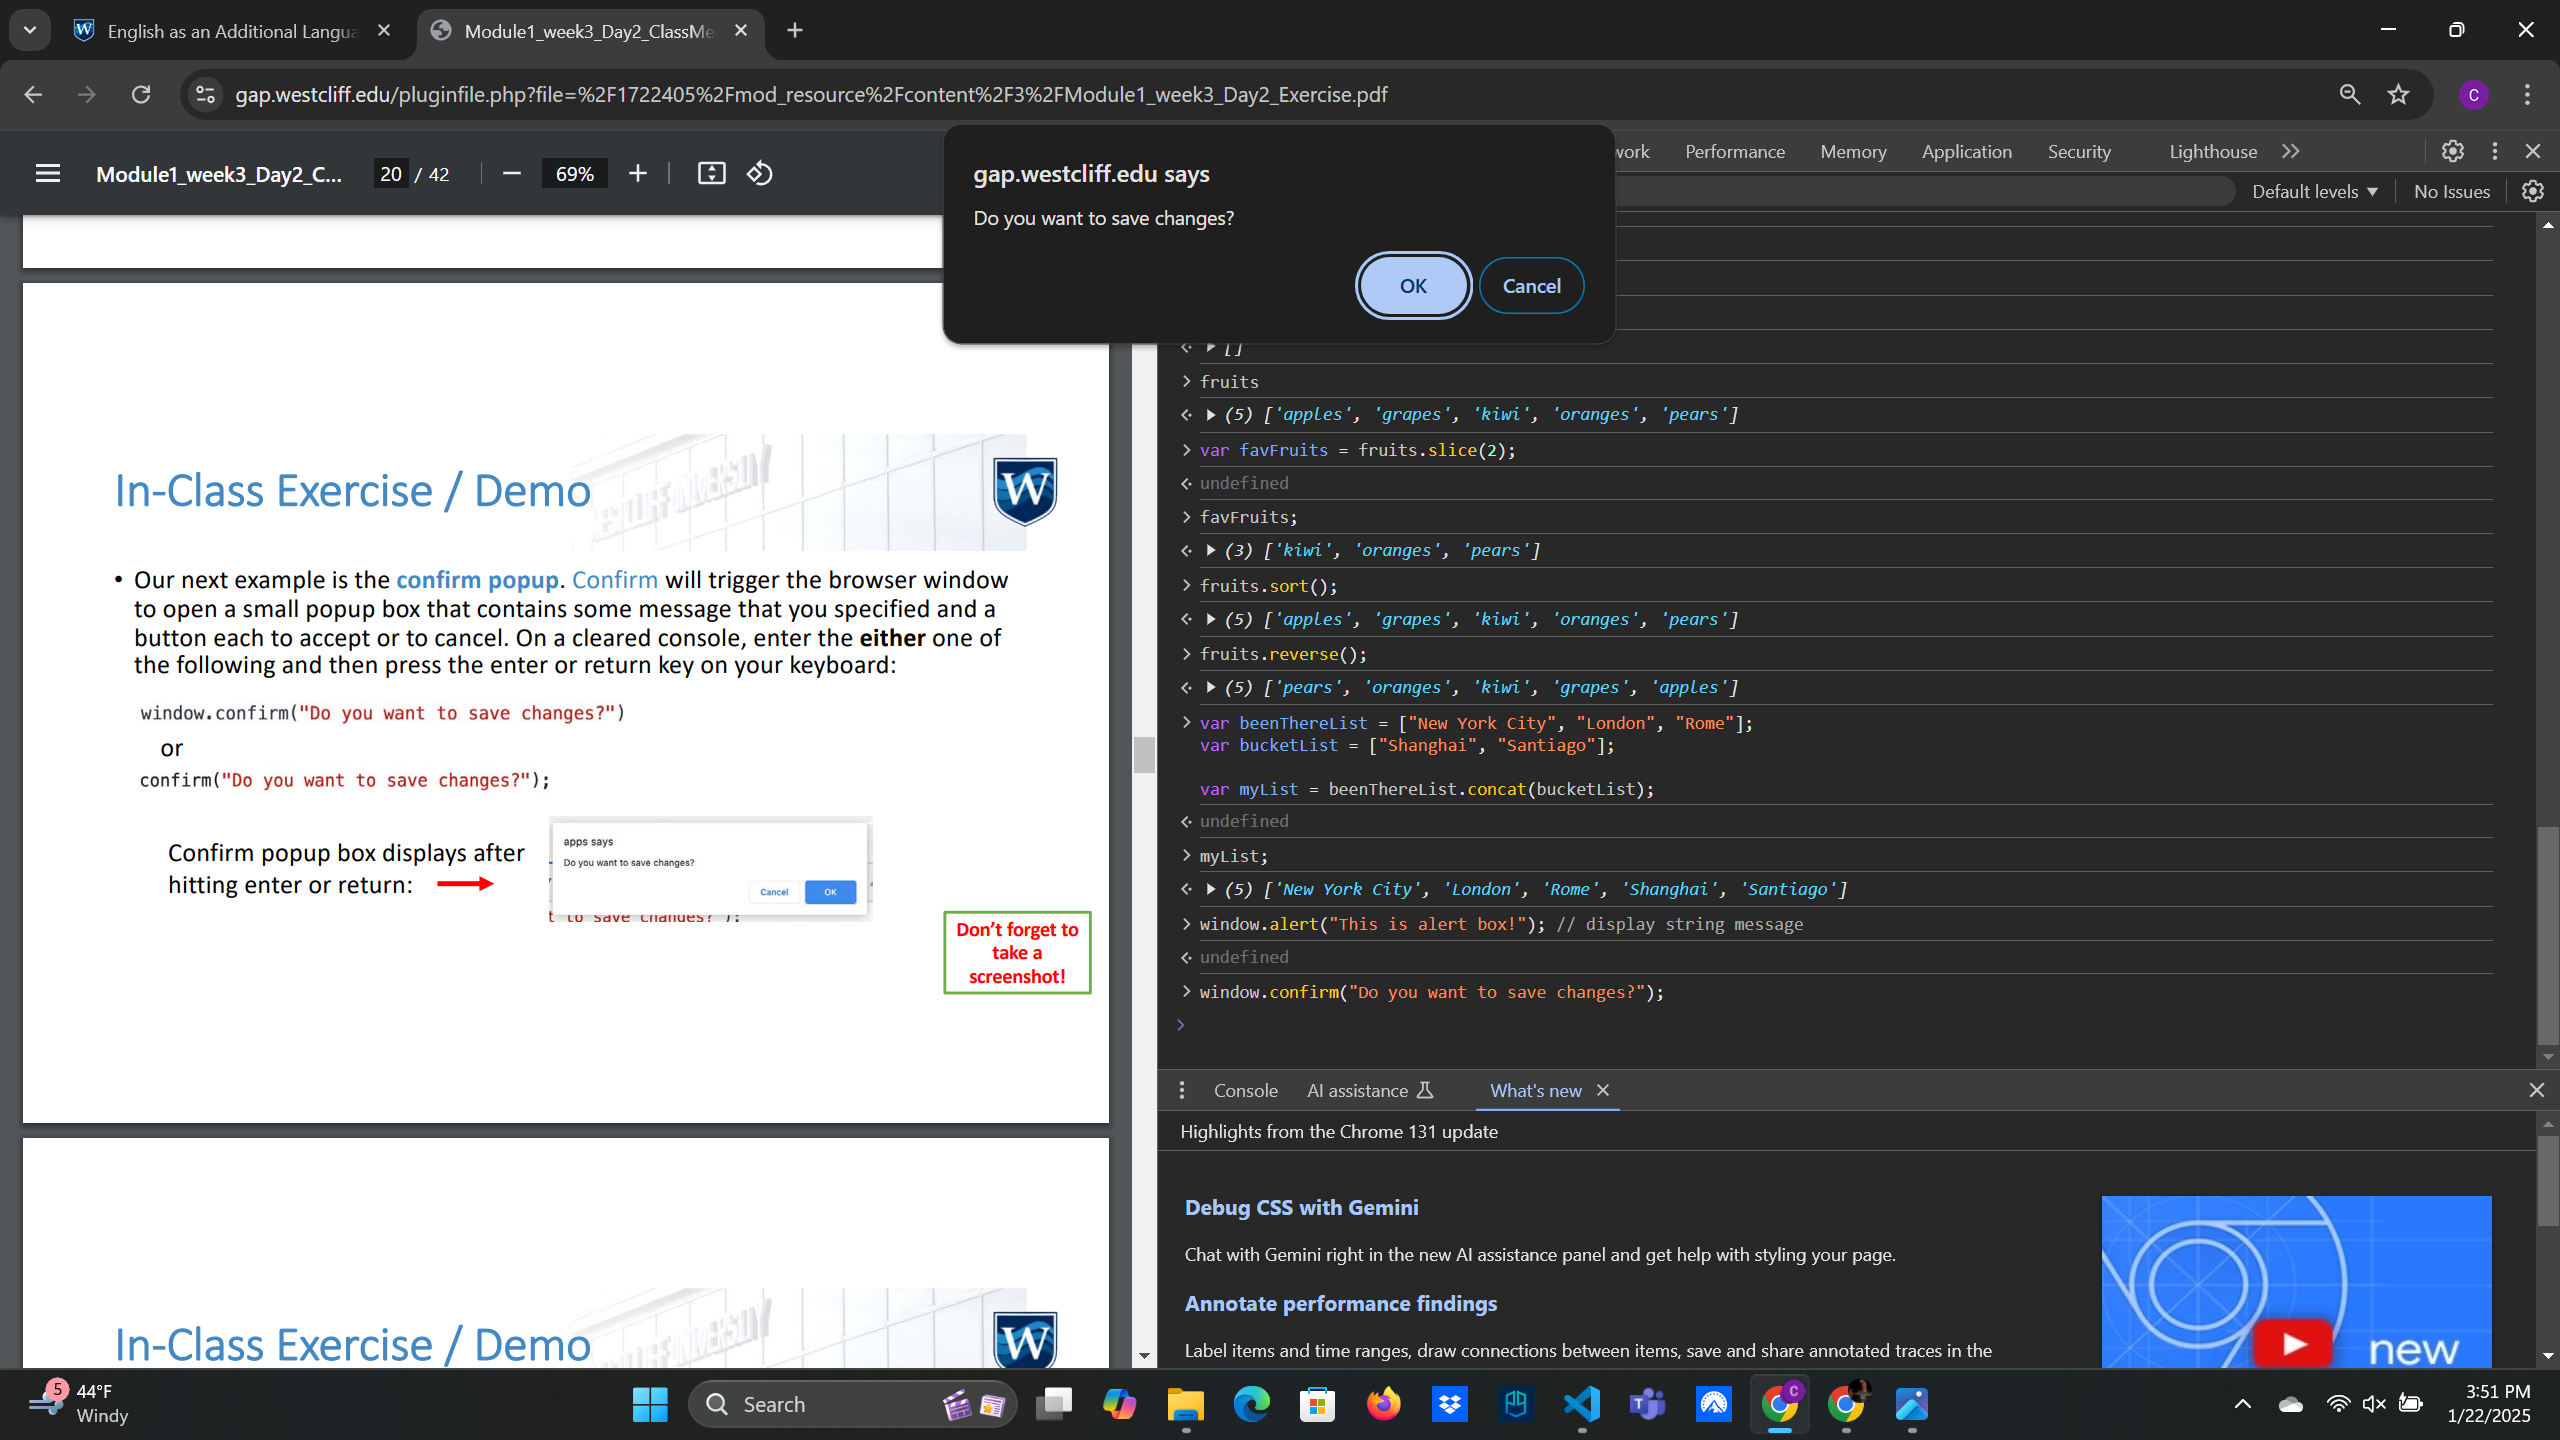 English as an Additional Langua
Module1_week3_Day2_ClassMe
gap.westcliff.edu/pluginfile.php?file=%2F1722405%2Fmod_resource%2Fcontent%2F3%2FModule1_week3_Day2_Exercise.pdf
C
Module1_week3_Day2_C...
20 / 42
69%
gap.westcliff.edu says
Do you want to save changes?
OK
Cancel
work
Performance
Memory
Application
Security
Lighthouse
Default levels
No Issues
In-Class Exercise / Demo
W
• Our next example is the confirm popup. Confirm will trigger the browser window
to open a small popup box that contains some message that you specified and a
button each to accept or to cancel. On a cleared console, enter the either one of
the following and then press the enter or return key on your keyboard:
window.confirm("Do you want to save changes?")
or
confirm("Do you want to save changes?");
Confirm popup box displays after
hitting enter or return:
apps says
Do you want to save changes?
Cancel
OK
t to save changes?");
Don't forget to
take a
screenshot!
In-Class Exercise / Demo
W
[]
fruits
(5) ['apples', 'grapes', 'kiwi', 'oranges', 'pears']
var favFruits = fruits.slice(2);
undefined
favFruits;
(3) ['kiwi', 'oranges', 'pears']
fruits.sort();
(5) ['apples', 'grapes', 'kiwi', 'oranges', 'pears']
fruits.reverse();
(5) ['pears', 'oranges', 'kiwi', 'grapes', 'apples']
var beenThereList = ["New York City", "London", "Rome"];
var bucketList = ["Shanghai", "Santiago"];
var myList = beenThereList.concat(bucketList);
undefined
myList;
(5) ['New York City', 'London', 'Rome', 'Shanghai', 'Santiago']
window.alert("This is alert box!"); // display string message
undefined
window.confirm("Do you want to save changes?");
Console
AI assistance
What's new
Highlights from the Chrome 131 update
Debug CSS with Gemini
Chat with Gemini right in the new AI assistance panel and get help with styling your page.
Annotate performance findings
Label items and time ranges, draw connections between items, save and share annotated traces in the
new
5
44°F
Windy
Search
C
3:51 PM
1/22/2025